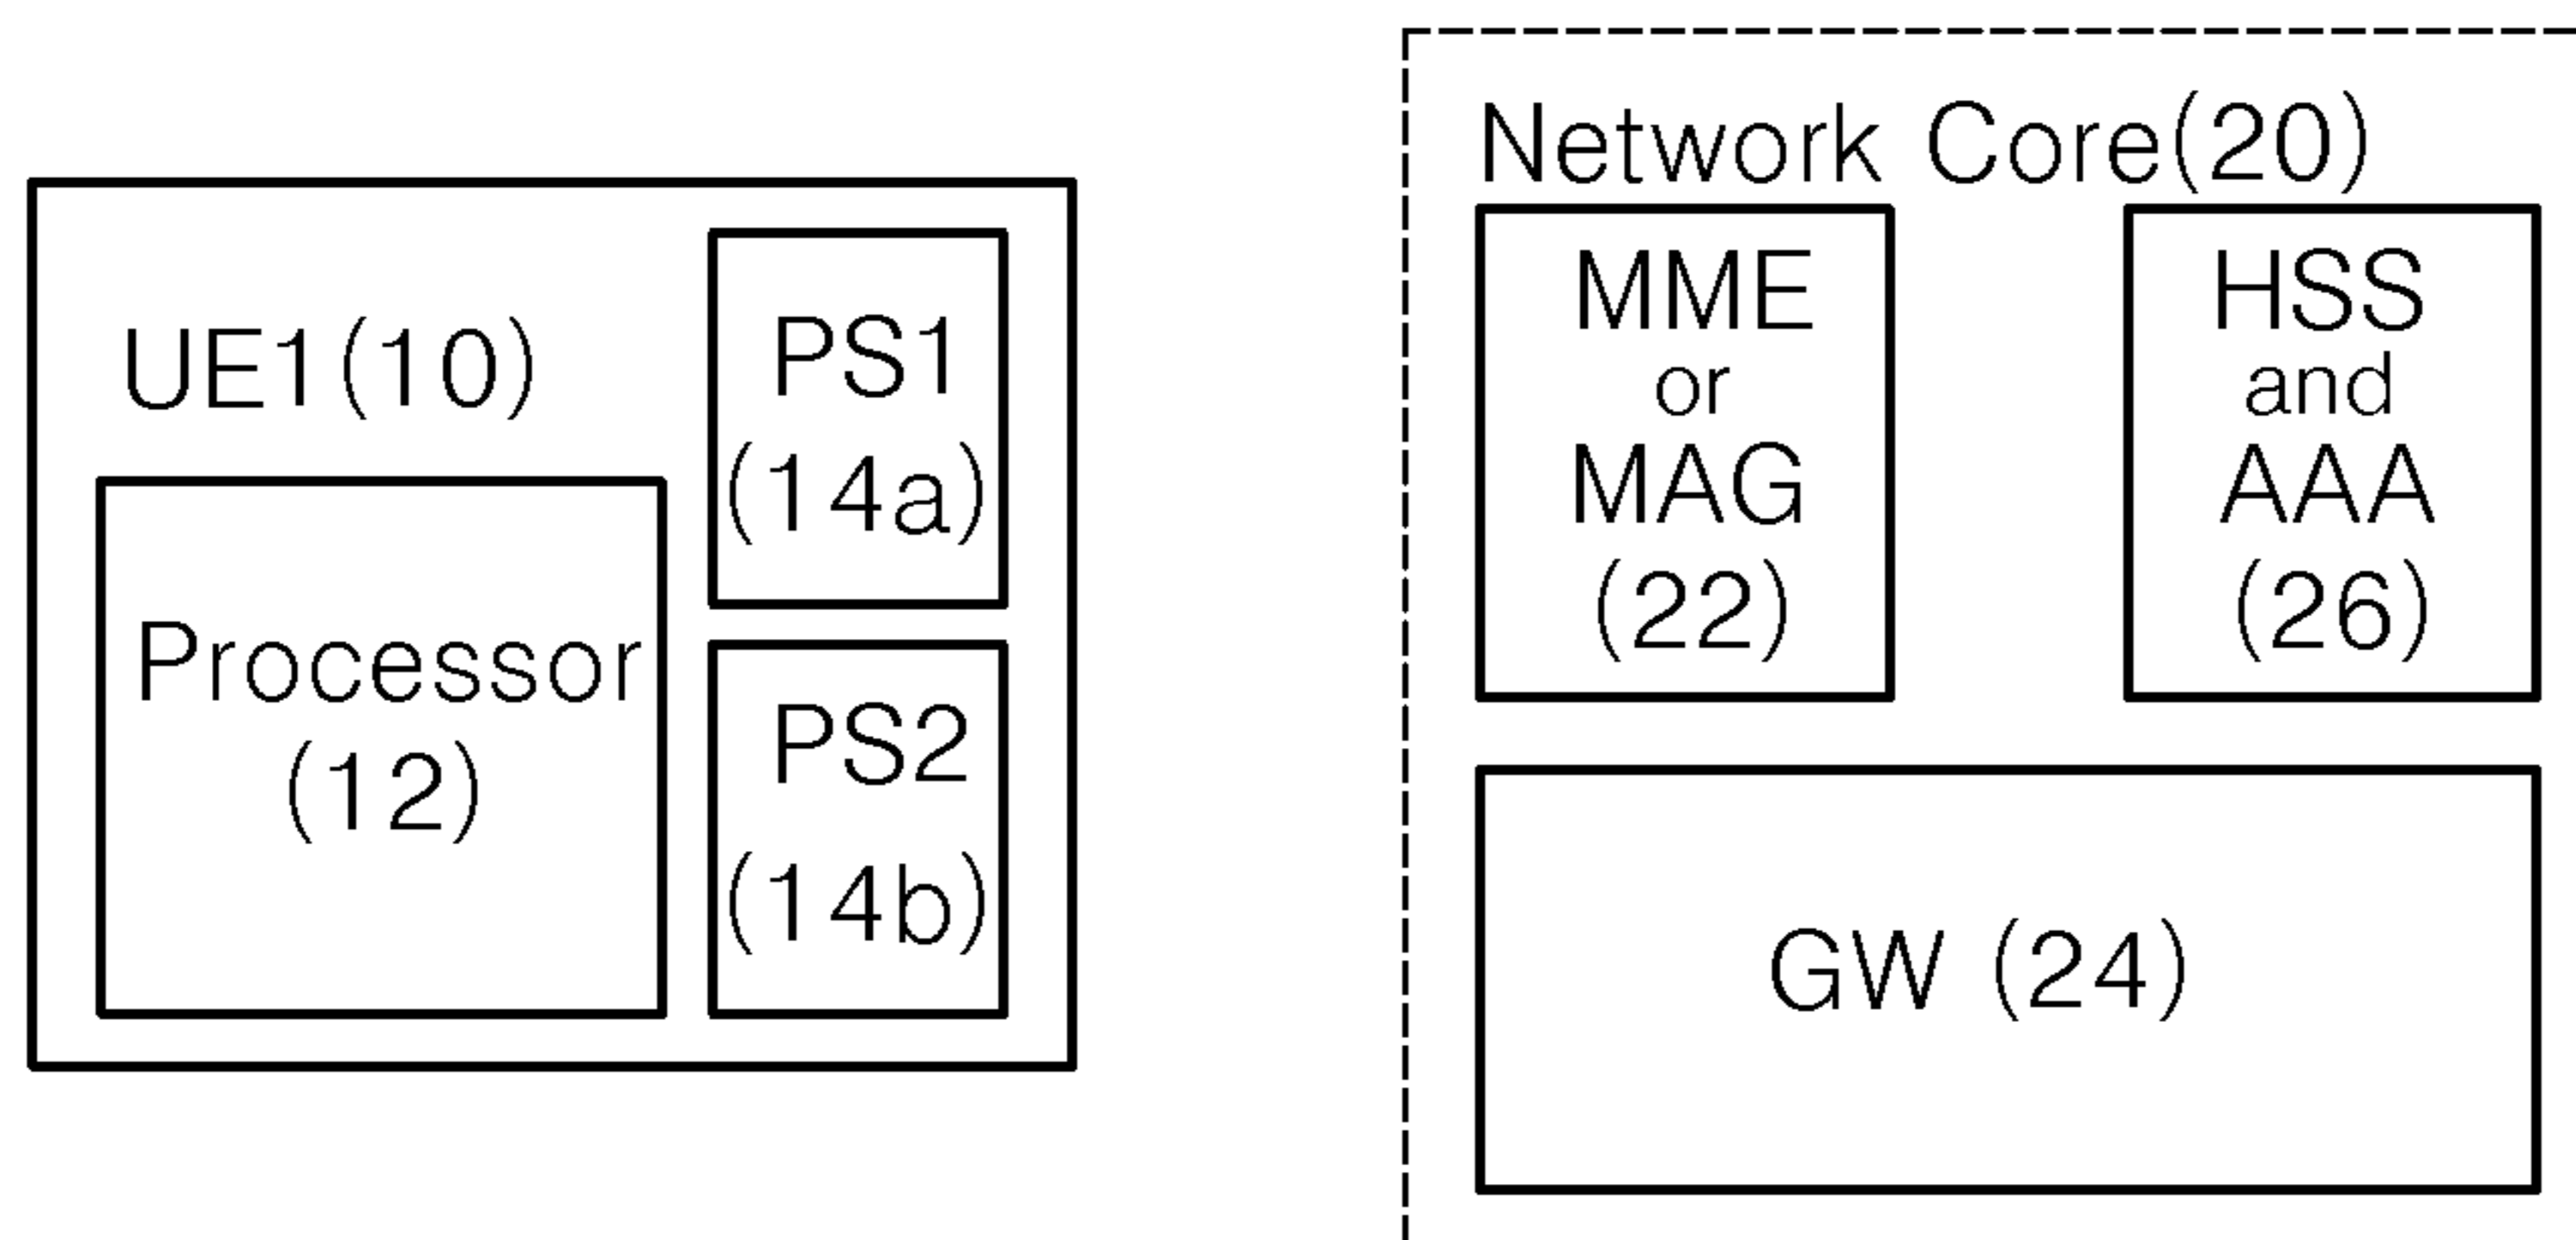 UE1(10)
Processor
(12)
PS1
(14a)
PS2
(14b)
Network Core(20)
MME
or
MAG
(22)
HSS
and
AAA
(26)
GW (24)